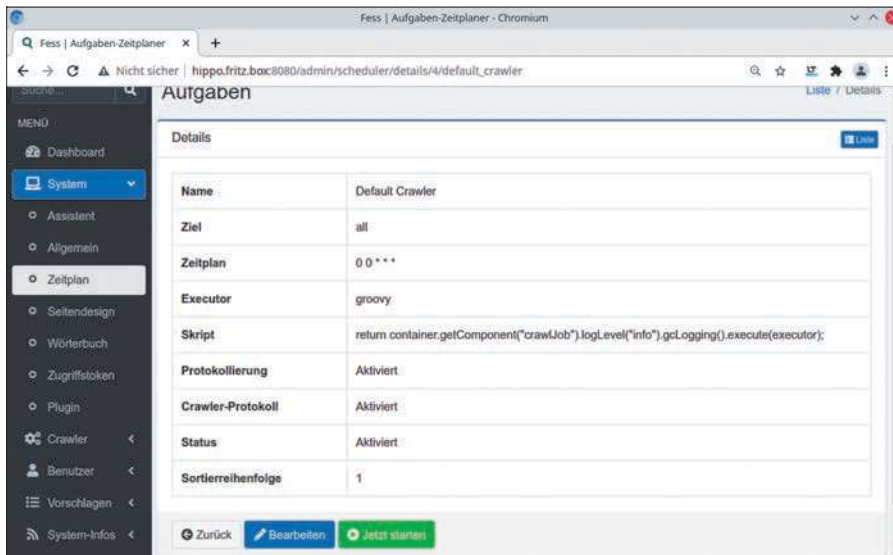 Fess | Aufgaben-Zeitplaner - Chromium
Fess | Aufgaben-Zeitplaner × +
Nicht sicher | hippo.fritz.box:8080/admin/scheduler/details/4/default_crawler
Suche...
Aufgaben
Liste / Details
MENÜ
Details
Liste
Dashboard
System
Name Default Crawler
Assistent
Ziel all
Allgemein
Zeitplan 0 0 * * *
Zeitplan
Executor groovy
Seitendesign
Skript return container.getComponent("crawlJob").logLevel("info").gcLogging().execute(executor);
Wörterbuch
Protokollierung Aktiviert
Zugriffstoken
Crawler-Protokoll Aktiviert
Plugin
Crawler
Status Aktiviert
Benutzer
Sortierreihenfolge 1
Vorschlagen
System-Infos
Zurück Bearbeiten Jetzt starten